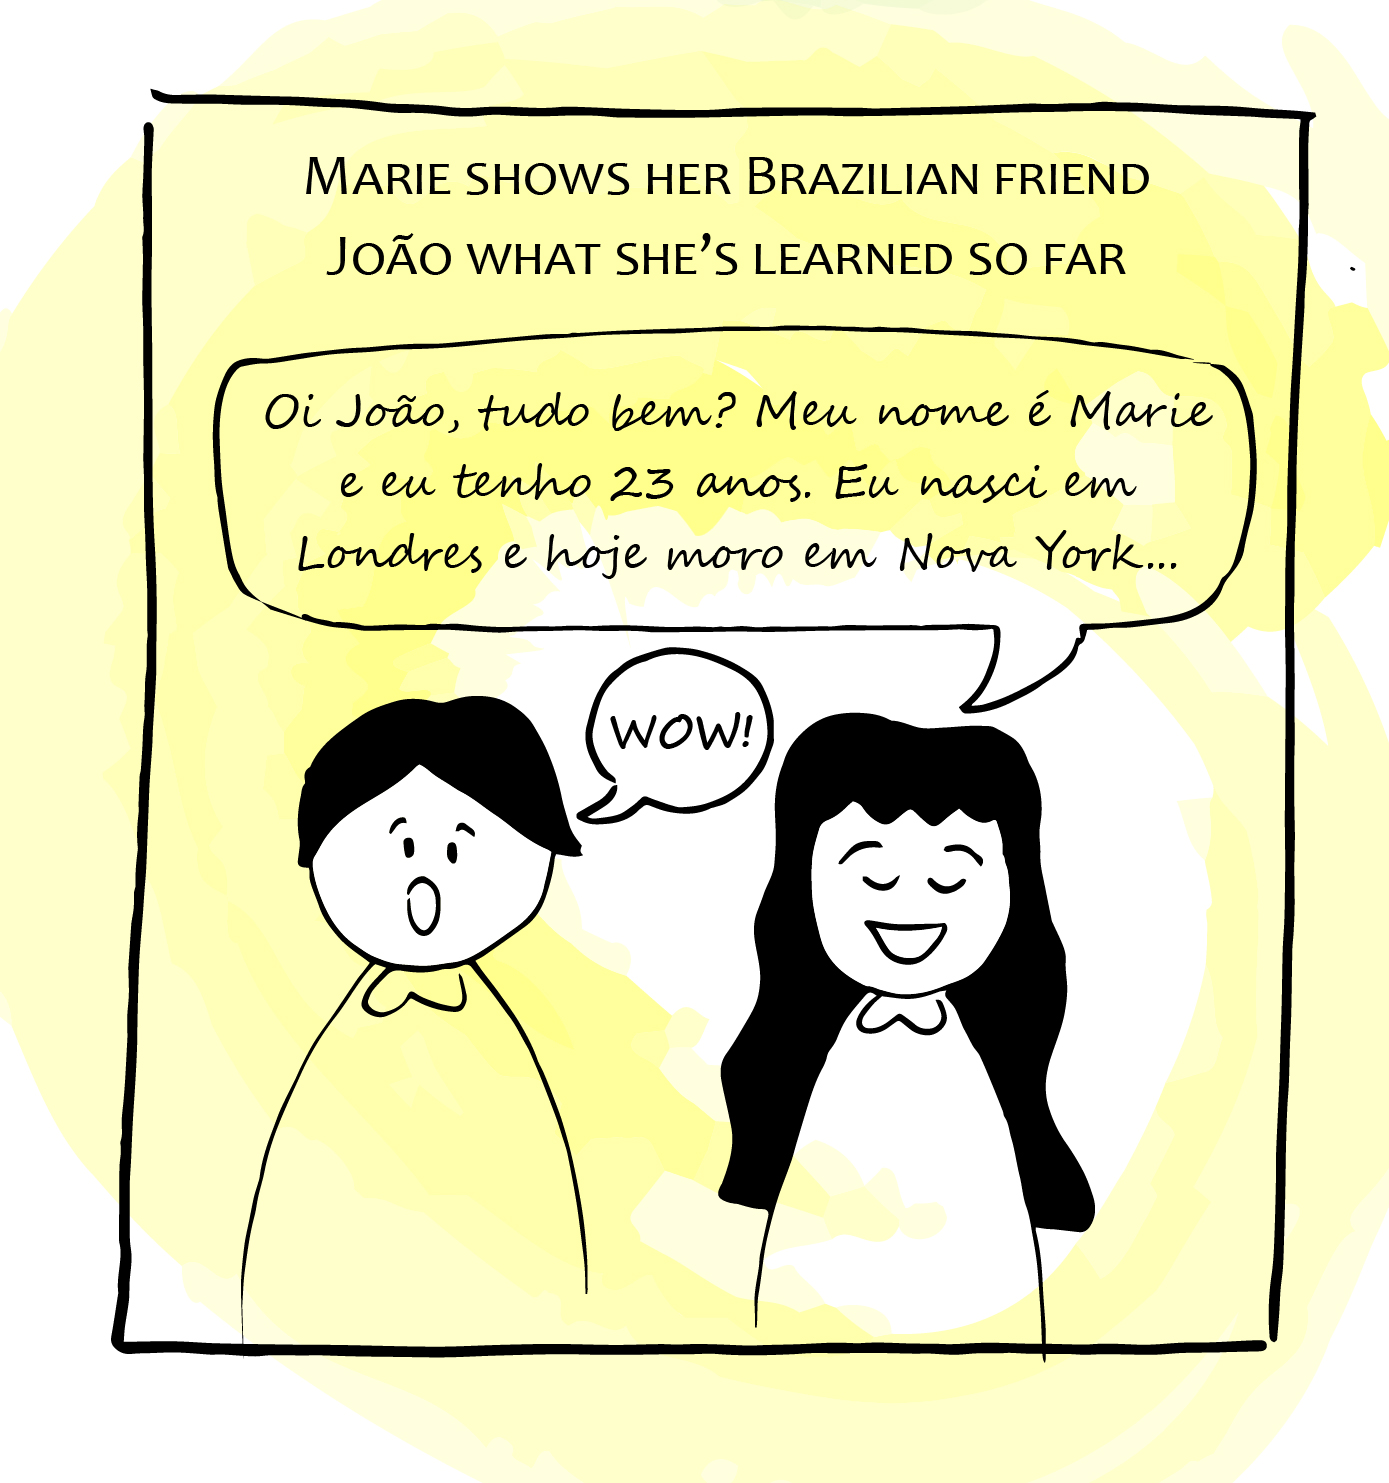 Marie shows her Brazilian friend
João what she’s learned so far
Oi João, tudo bem? Meu nome é Marie
e eu tenho 23 anos. Eu nasci em
Londres e hoje moro em Nova York...
WOW!